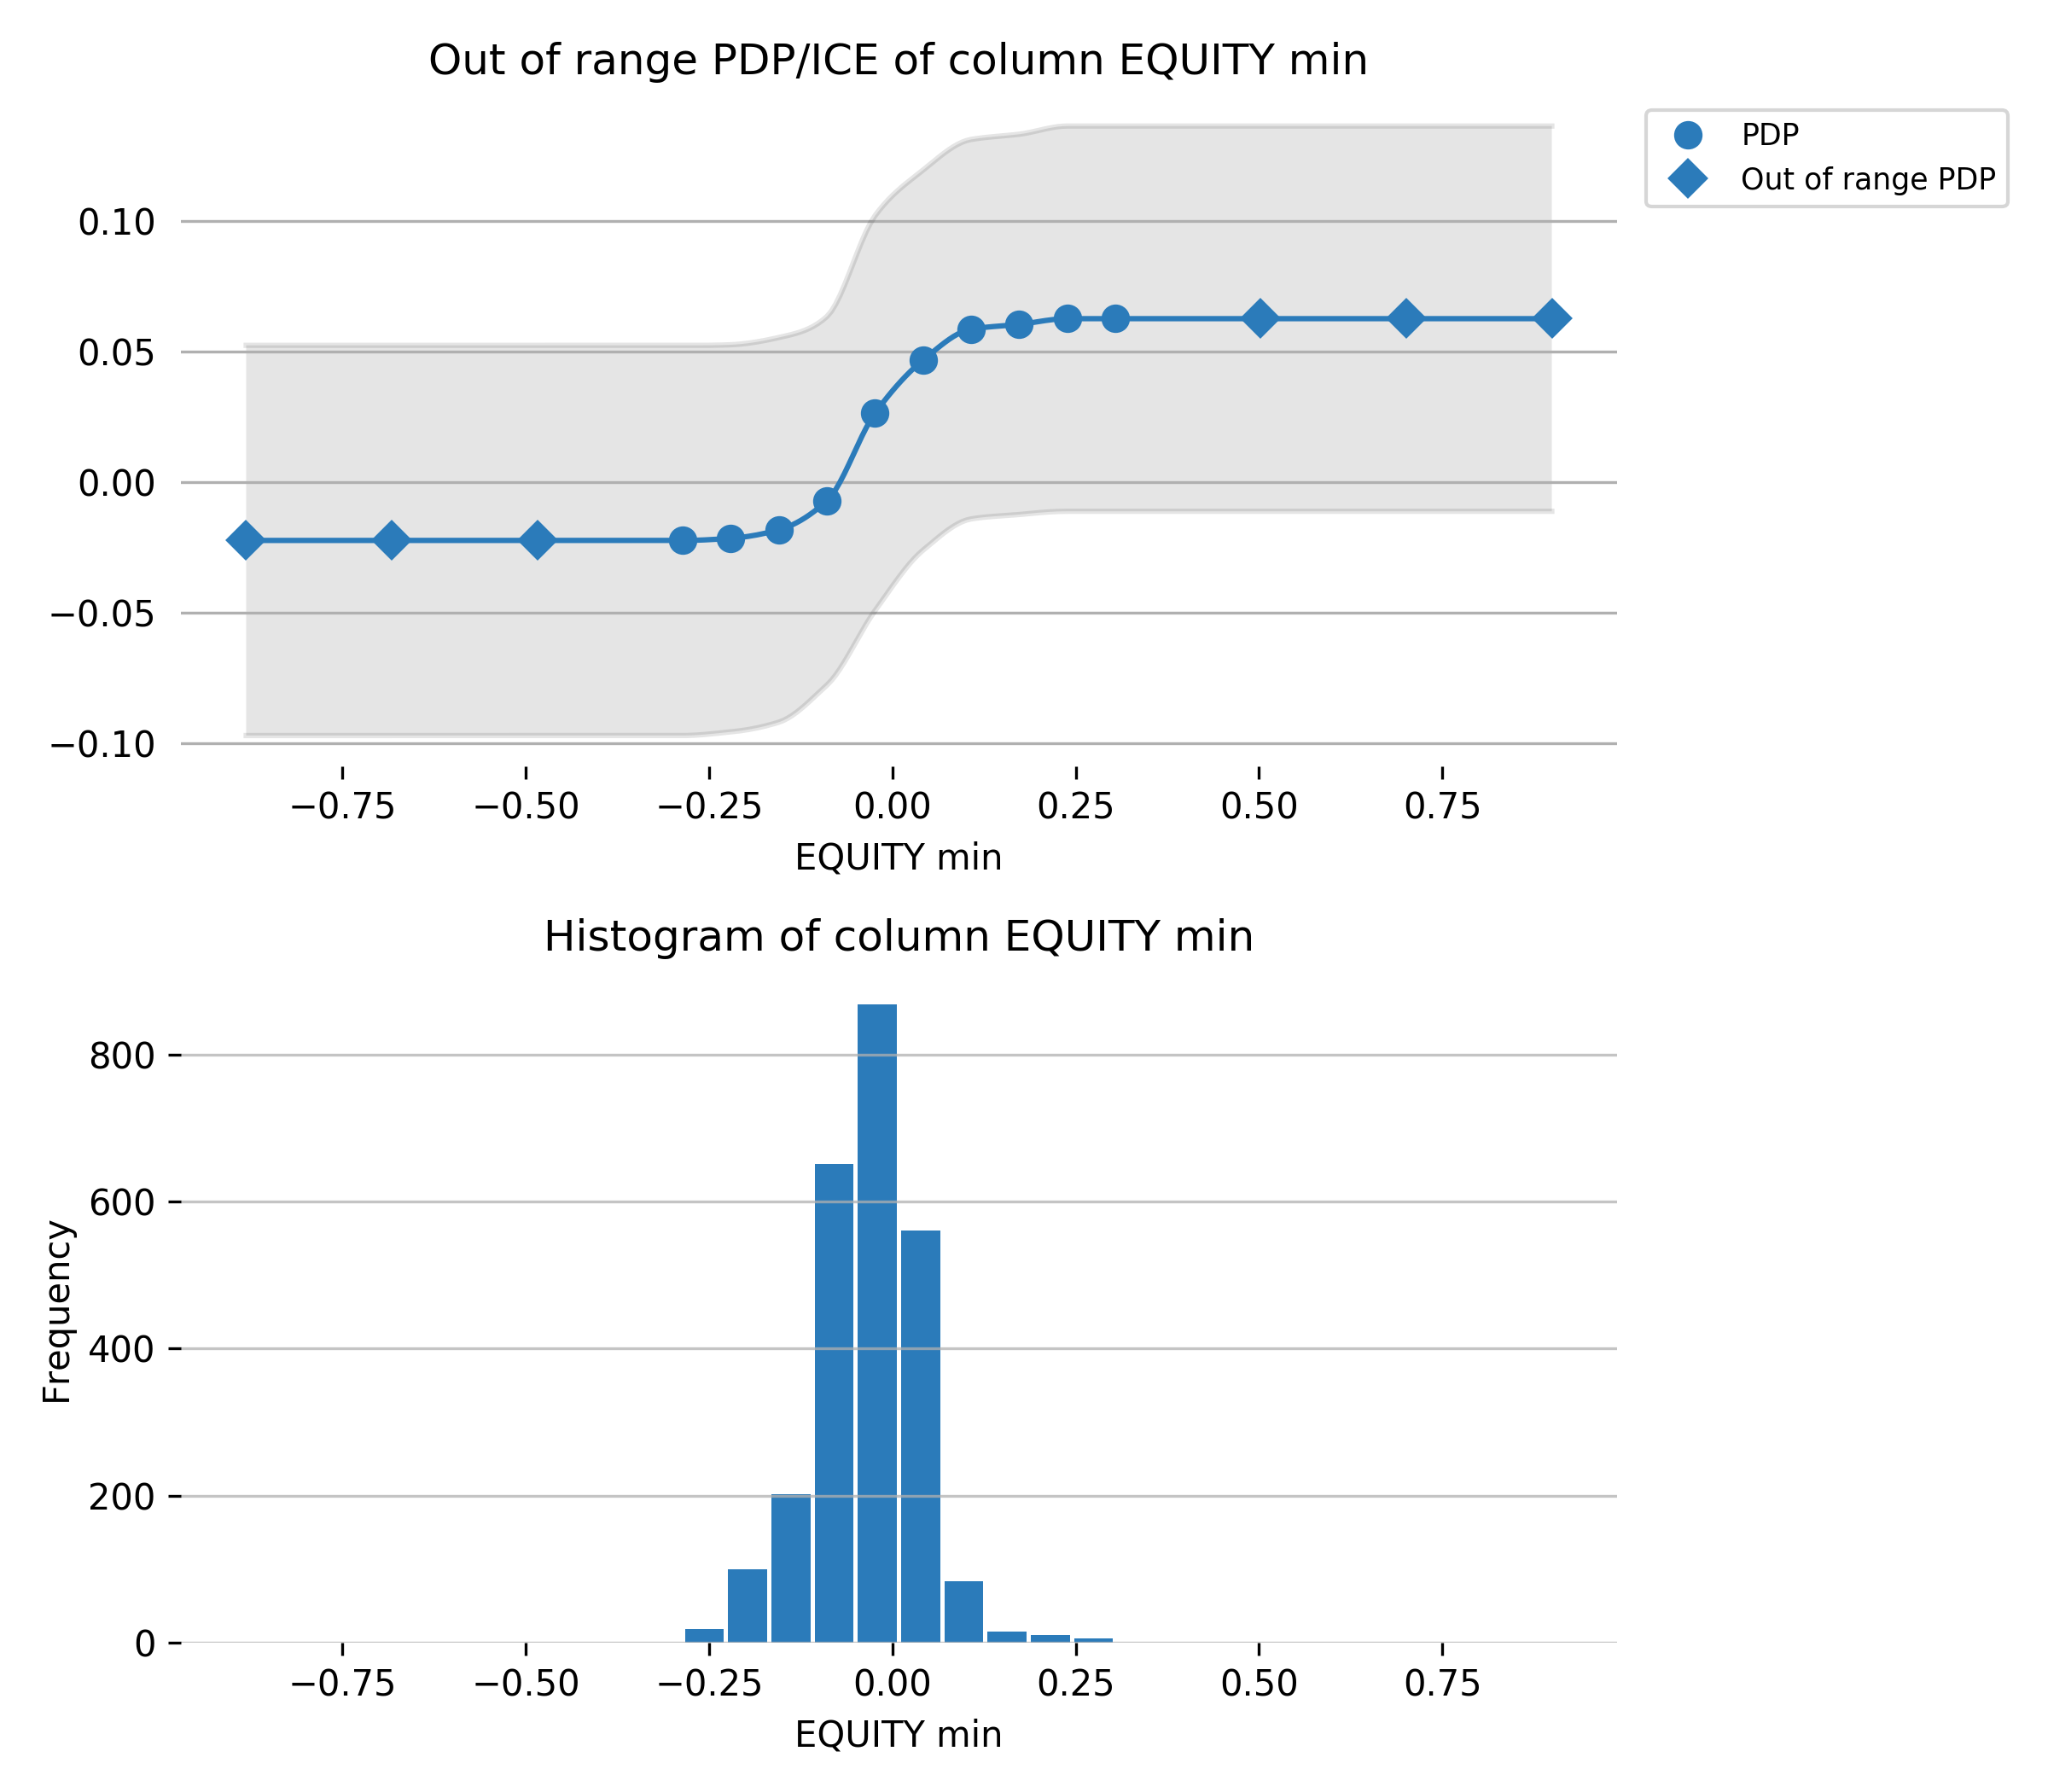 Out of range PDP/ICE of column EQUITY min
PDP
Out of range PDP
0.10
0.05
0.00
−0.05
−0.10
−0.75 −0.50 −0.25 0.00 0.25 0.50 0.75
EQUITY min
Histogram of column EQUITY min
800
600
400
200
0
Frequency
−0.75 −0.50 −0.25 0.00 0.25 0.50 0.75
EQUITY min